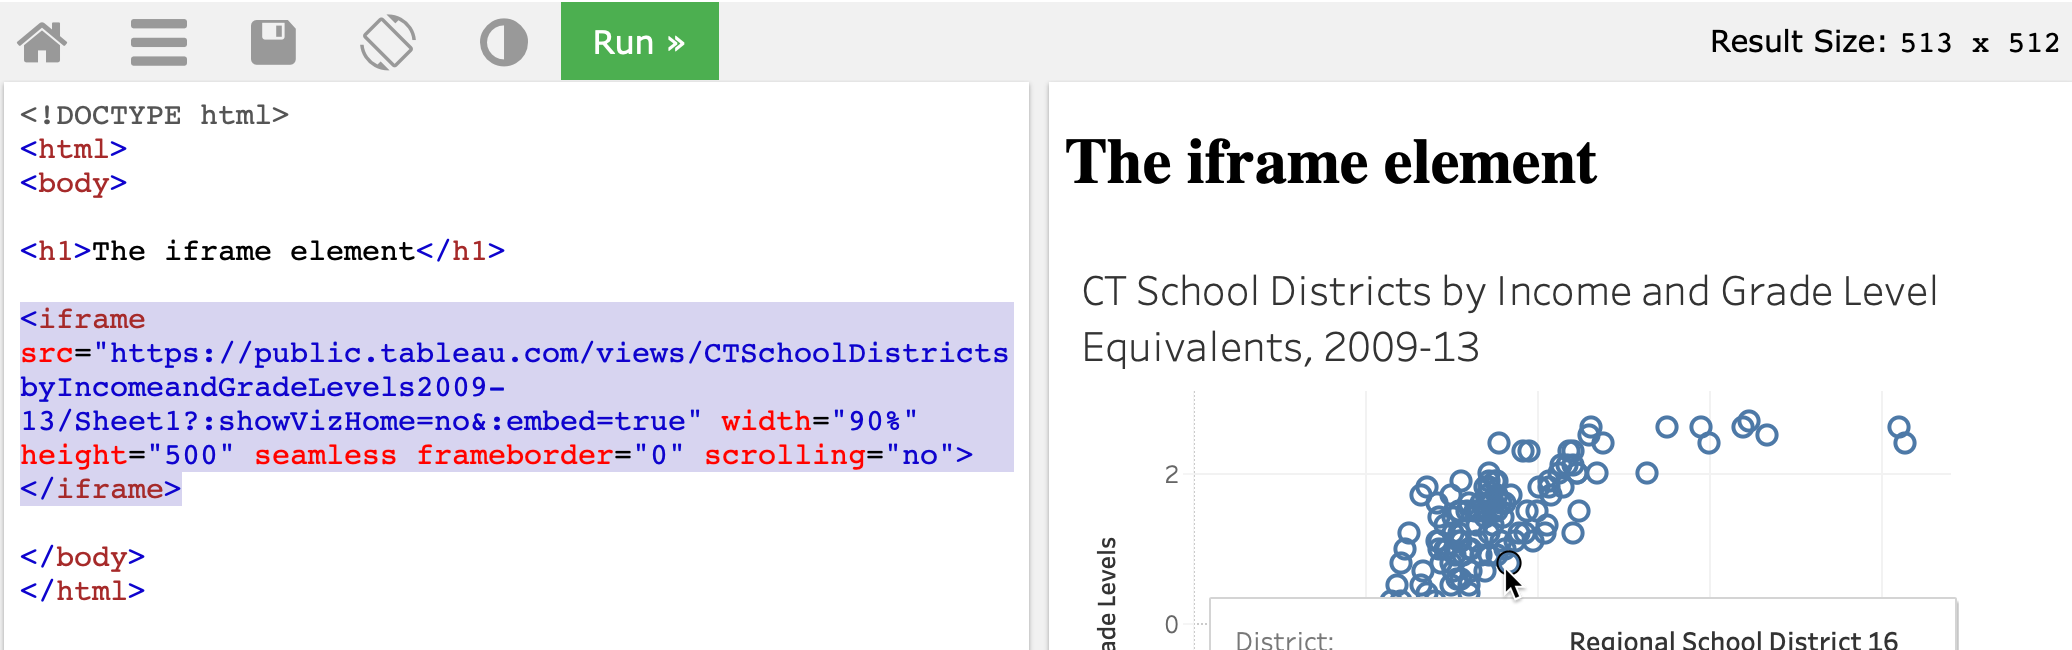 Run »
Result Size: 513 x 512
<!DOCTYPE html>
<html>
<body>
<h1>The iframe element</h1>
<iframe
src="https://public.tableau.com/views/CTSchoolDistricts
byIncomeandGradeLevels2009-
13/Sheet1?:showVizHome=no&:embed=true" width="90%"
height="500" seamless frameborder="0" scrolling="no">
</iframe>
</body>
</html>
The iframe element
CT School Districts by Income and Grade Level
Equivalents, 2009-13
2
0
Levels
District: Regional School District 16